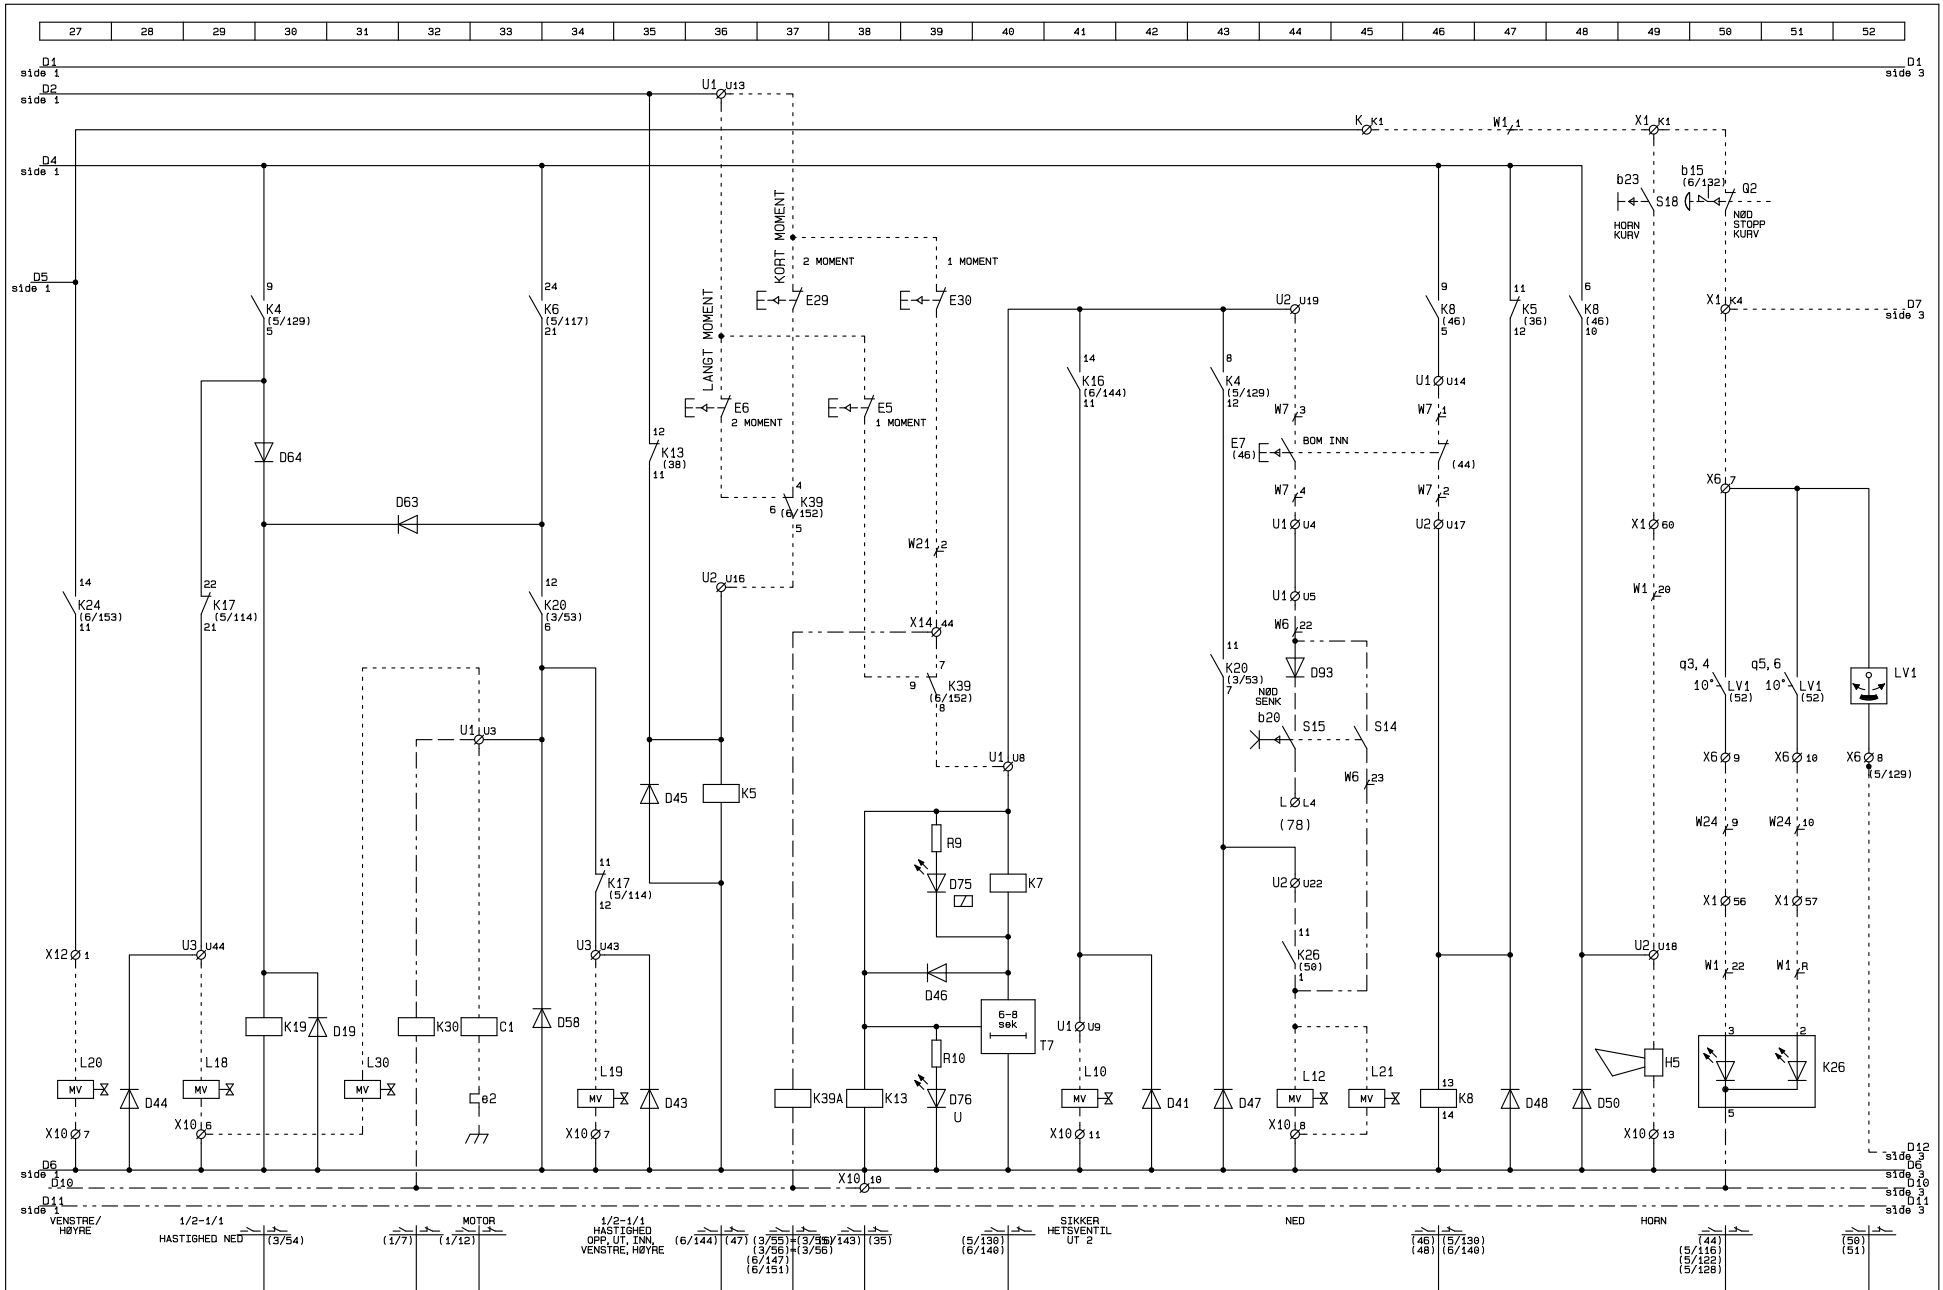 27 28 29 30 31 32 33 34 35 36 37 38 39 40 41 42 43 44 45 46 47 48 49 50 51 52
D1 D1
side 1 side 3
D2 U1 U13
side 1
K K1 W1 1 X1 K1
D4
side 1
b15
(6/132)
b23 S18 Q2
HORN
KURV
NØD
STOPP
KURV
KORT MOMENT
2 MOMENT 1 MOMENT
D5
side 1
9 24 6
K4 K6 E29 E30 U2 U19 K8 K5 K8 X1 K4 D7
(5/129) (5/117) (46) (36) (46) side 3
5 21 9 5 11 12 10
LANGT MOMENT
14 8
K16 K4 U1 U14
(6/144) (5/129)
11 12
E6 E5 W7 3 W7 1
2 MOMENT 1 MOMENT
12 E7 BOM INN
K13 (46) (44)
(38)
11
D64
4
6 K39 W7 4 W7 2 X6 7
(6/152)
5
D63 U1 U4 U2 U17 X1 60
W21 2
14 22 12
K24 K17 K20 U2 U16 U1 U5 W1 20
(6/153) (5/114) (3/53)
11 21 6
X14 44 W6 22
7 11
9 K39 K20 D93 q3,4 q5,6 LV1
(6/152) (3/53) 10° LV1 10° LV1
8 7 (52) (52)
NØD
SENK
b20 S15 S14
U1 U3 U1 U8 X6 9 X6 10 X6 8
(5/129)
D45 K5 W6 23
L L4
(78)
R9 W24 9 W24 10
11
K17 D75 K7 U2 U22 X1 56 X1 57
(5/114)
12
X12 1 U3 U44 U3 U43 11 U2 U18
K26
(50)
1
D46 W1 22 W1 R
6-8
sek
K19 D19 K30 C1 D58 U1 U9 3 2
T7
L20 L18 L30 L19 R10 L10 L12 L21 H5 K26
MV MV MV MV MV MV MV
D44 e2 D43 K39A K13 D76 D41 D47 13 K8 14 D48 D50
U 5
X10 7 X10 6 X10 7 X10 11 X10 8 X10 13
D12
side 3
D6 D6
side 1 side 3
D10 X10 10 D10
side 3
D11 D11
side 1 side 3
VENSTRE/
HØYRE
1/2-1/1
HASTIGHED NED (3/54)
(1/7)
MOTOR
(1/12)
1/2-1/1
HASTIGHED
OPP, UT, INN,
VENSTRE, HØYRE
(6/144) (47)
(3/55)
(3/56) (3/56)
(6/147)
(6/151)
(35)
(5/130)
(6/140)
SIKKER
HETSVENTIL
UT 2
NED
(46) (5/130)
(48) (6/140)
HORN
(44)
(5/116)
(5/122)
(5/128)
(50)
(51)